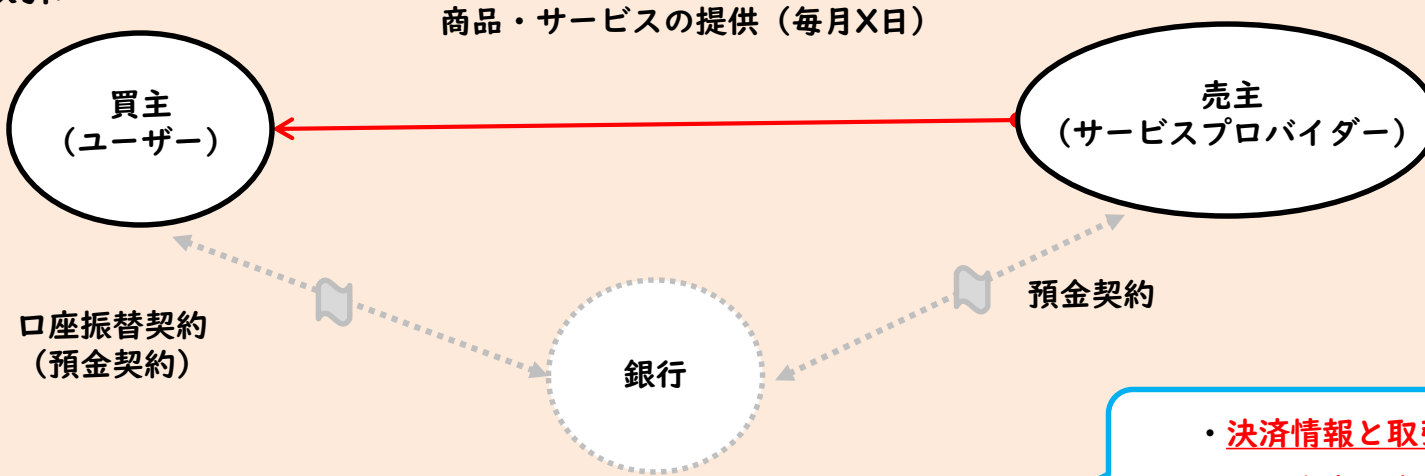 商品・サービスの提供（毎月X日）
買主
（ユーザー）
売主
（サービスプロバイダー）
口座振替契約
（預金契約）
預金契約
銀行
・決済情報と取